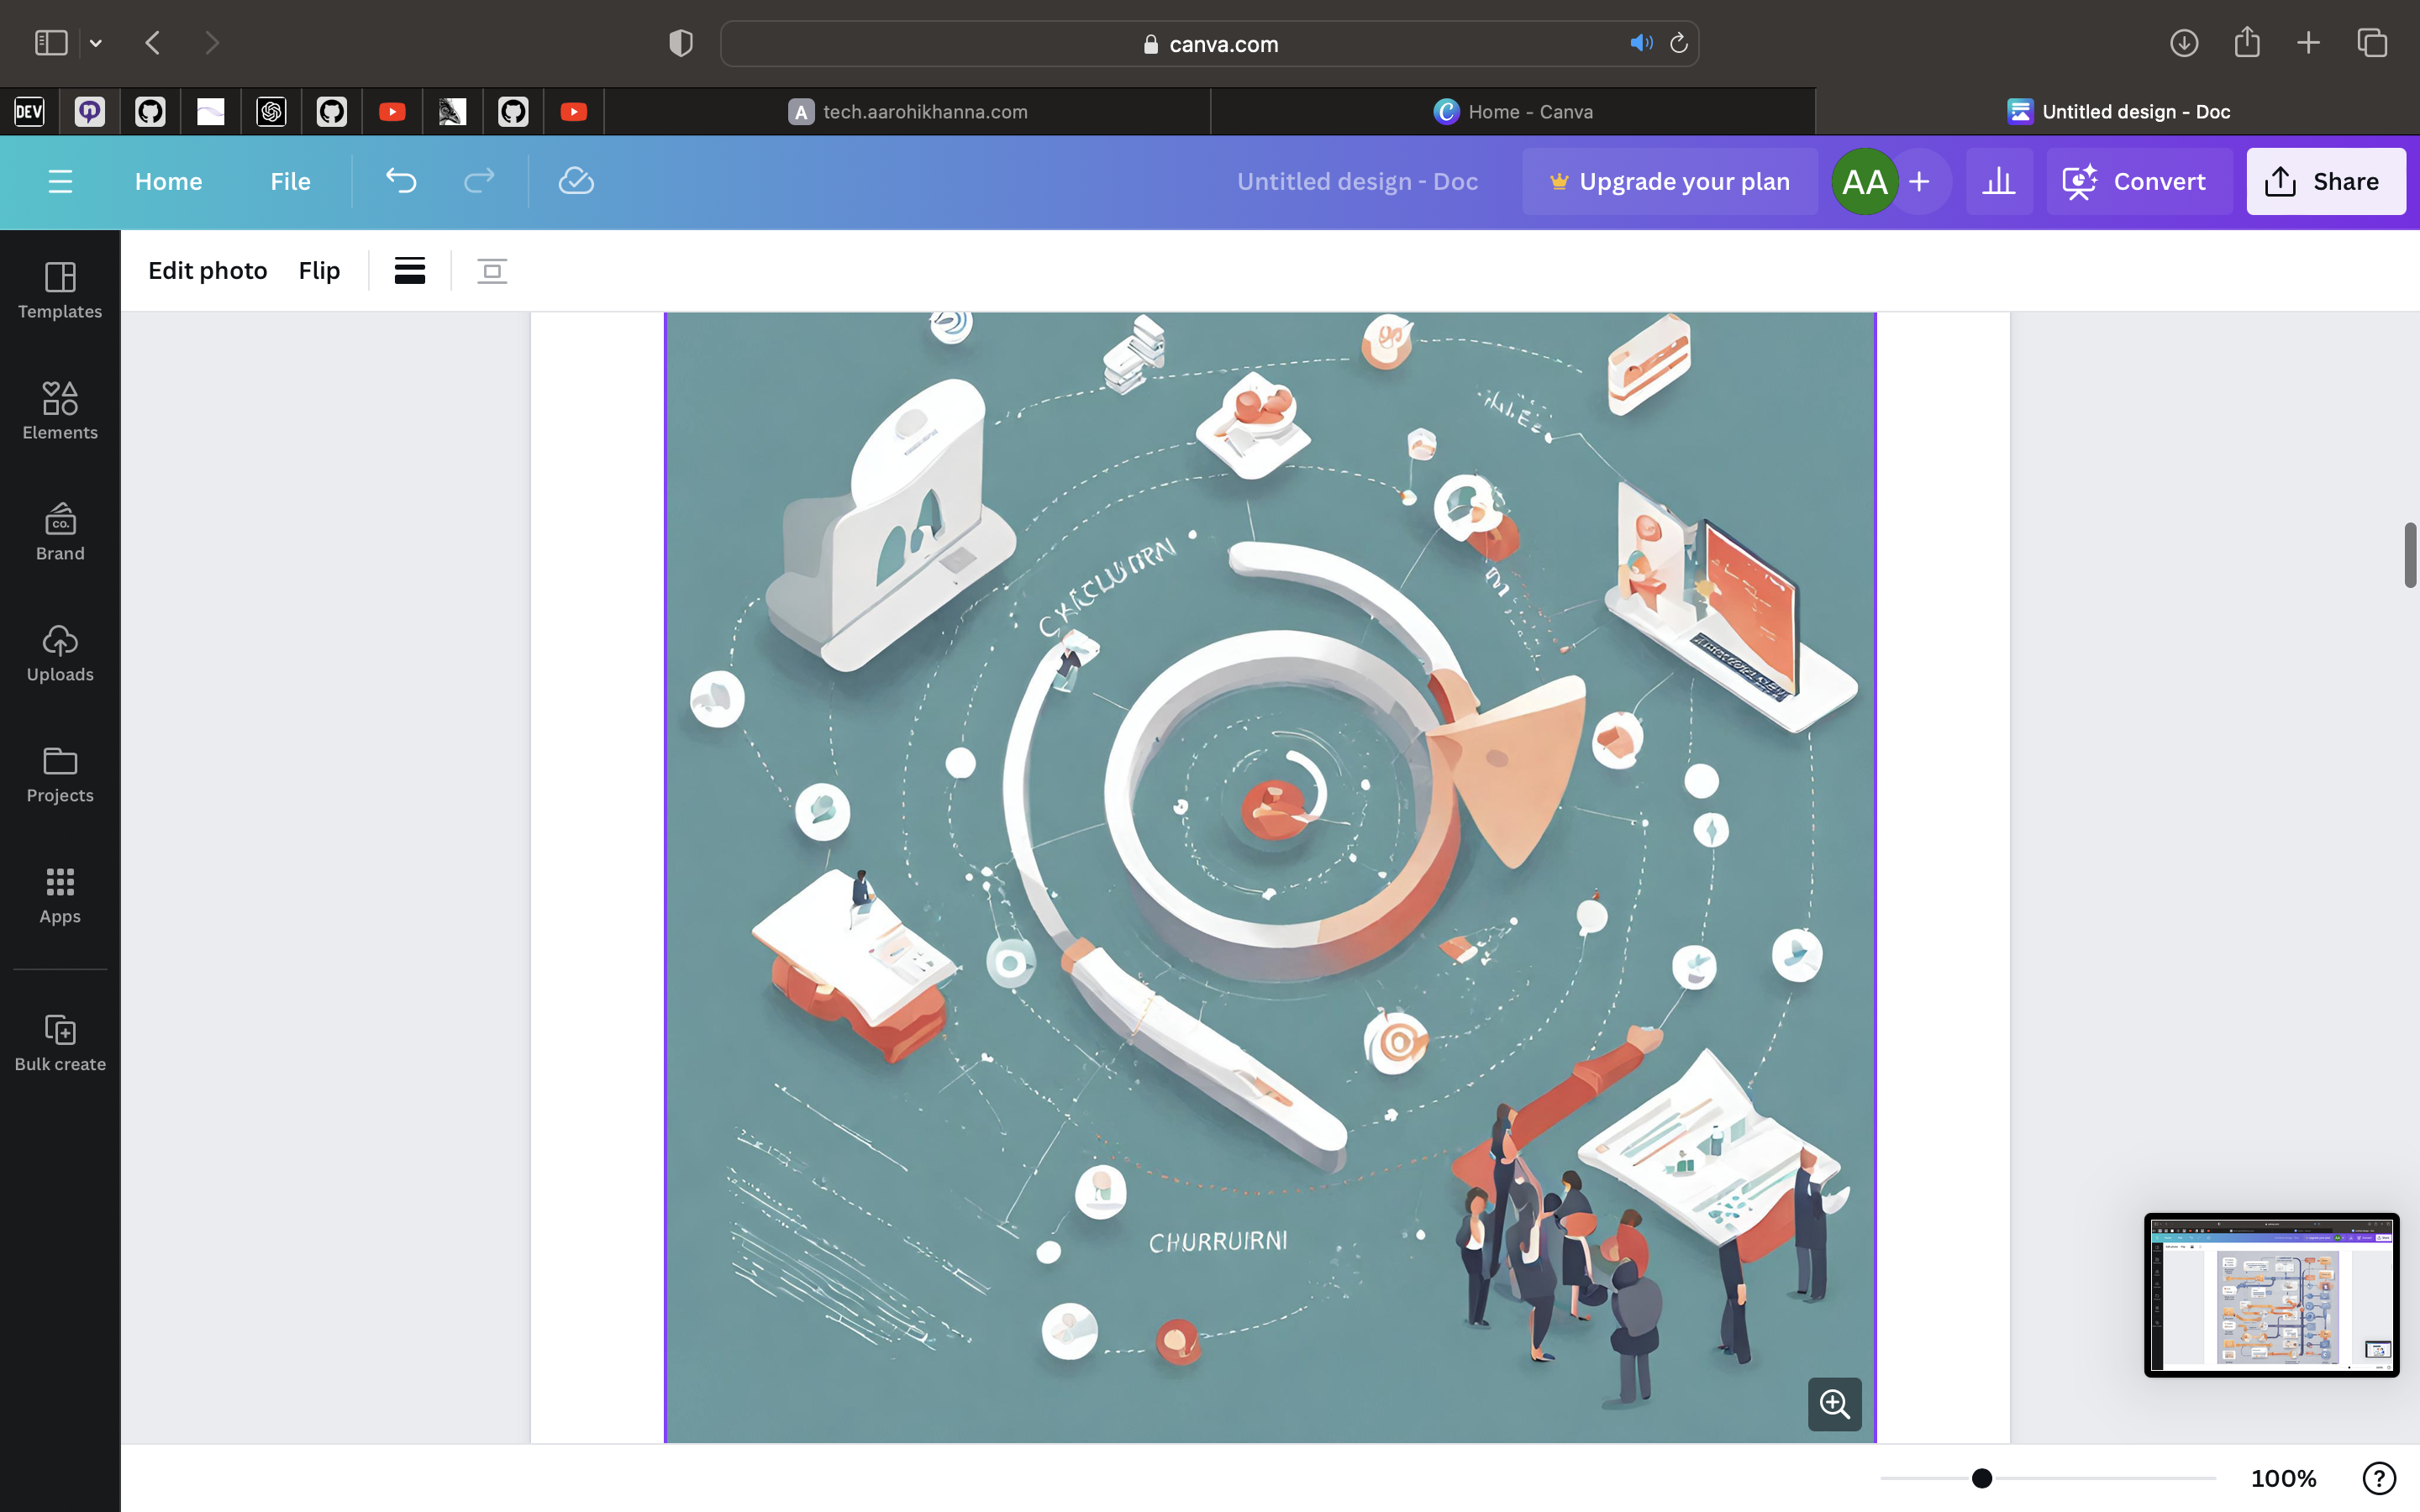 canva.com
DEV
tech.aarohikhanna.com
Home - Canva
Untitled design - Doc
Home
File
Untitled design - Doc
Upgrade your plan
AA
Convert
Share
Edit photo
Flip
Templates
Elements
CO.
Brand
Uploads
Projects
Apps
Bulk create
CHURRUIRNI
100%
?